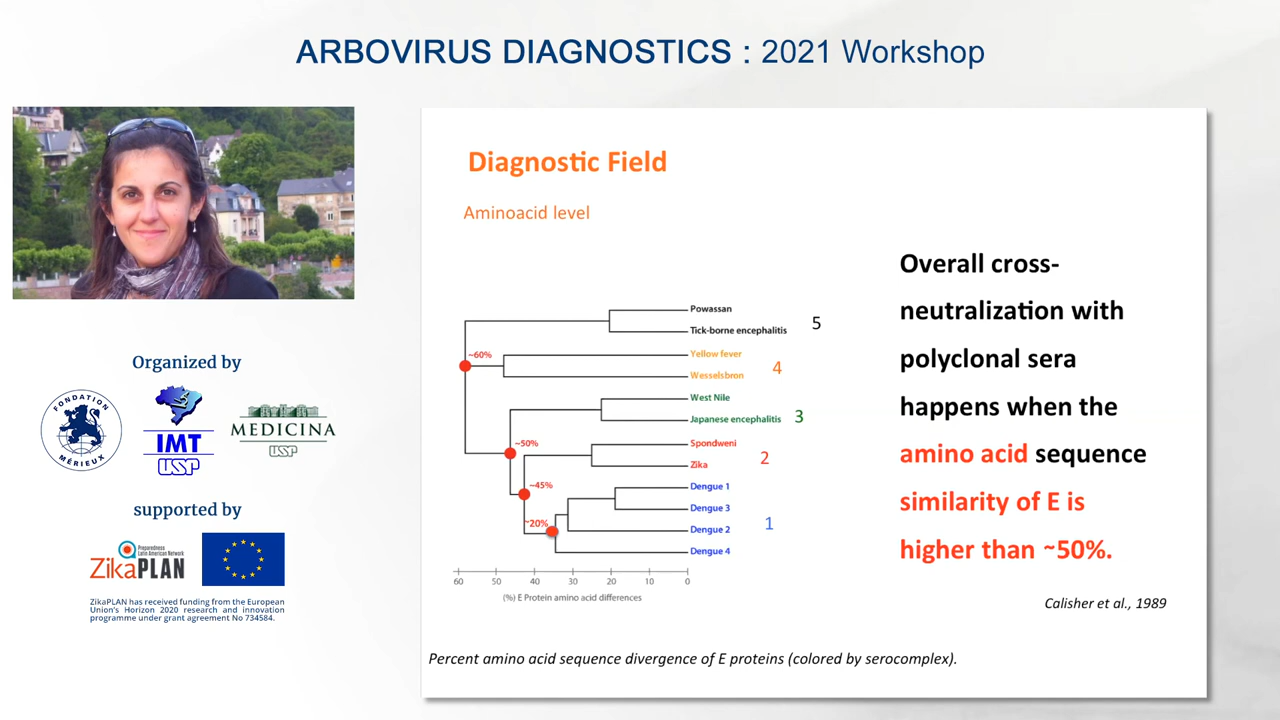 ARBOVIRUS DIAGNOSTICS : 2021 Workshop
Organized by
FONDATION
MÉRIEUX
IMT
USP
MEDICINA
USP
supported by
Preparedness
Latin American Network
ZikaPLAN
ZikaPLAN has received funding from the European
Union's Horizon 2020 research and innovation
programme under grant agreement No 734584.
Diagnostic Field
Aminoacid level
Powassan
Tick-borne encephalitis
5
~60%
Yellow fever
Wesselsbron
4
West Nile
Japanese encephalitis
3
~50%
Spondweni
Zika
2
~45%
Dengue 1
Dengue 3
~20%
Dengue 2
1
Dengue 4
60 50 40 30 20 10 0
(%) E Protein amino acid differences
Overall cross-
neutralization with
polyclonal sera
happens when the
amino acid sequence
similarity of E is
higher than ~50%.
Calisher et al., 1989
Percent amino acid sequence divergence of E proteins (colored by serocomplex).